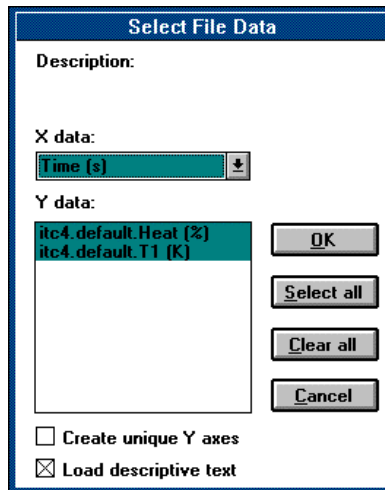 Select File Data
Description:
X data:
Time (s)
Y data:
itc4.default.Heat (%)
itc4.default.T1 (K)
OK
Select all
Clear all
Cancel
Create unique Y axes
Load descriptive text